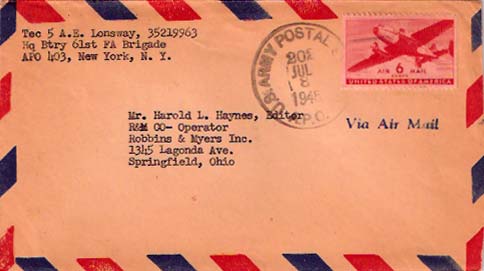 Tec 5 A.E. Lonsway, 35219963
Hq Btry 61st FA Brigade
APO 403, New York, N. Y.
U.S. ARMY POSTAL
JUL
8
A.P.O.
AIR 6 MAIL
CENTS
UNITED STATES OF AMERICA
Via Air Mail
Mr. Harold L. Haynes, Editor
R&M CO- Operator
Robbins & Myers Inc.
1345 Lagonda Ave.
Springfield, Ohio